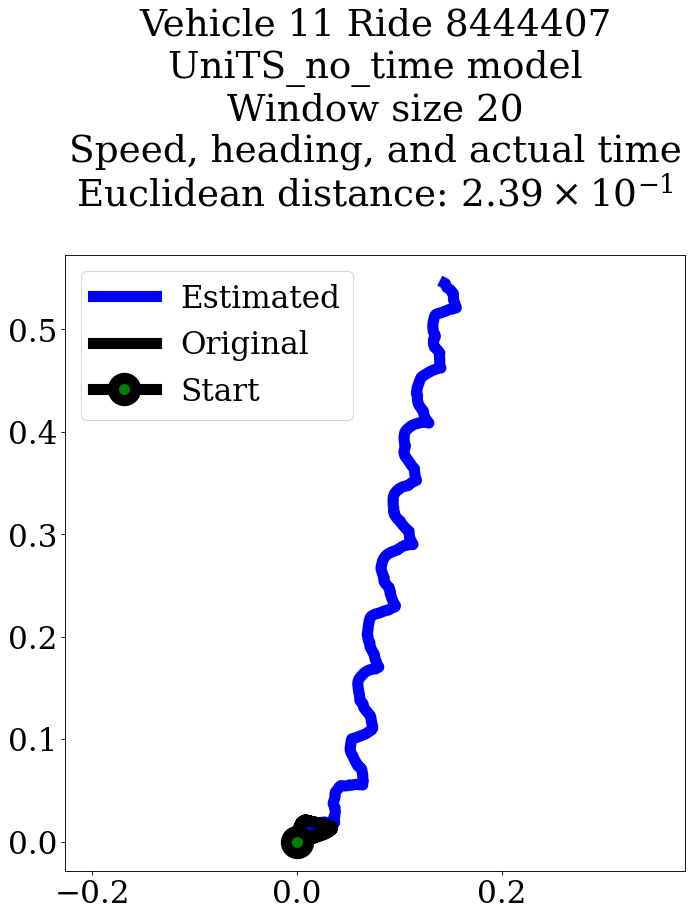 Vehicle 11 Ride 8444407
UniTS_no_time model
Window size 20
Speed, heading, and actual time
Euclidean distance: 2.39 × 10⁻¹
Estimated
Original
Start
0.5
0.4
0.3
0.2
0.1
0.0
−0.2 0.0 0.2